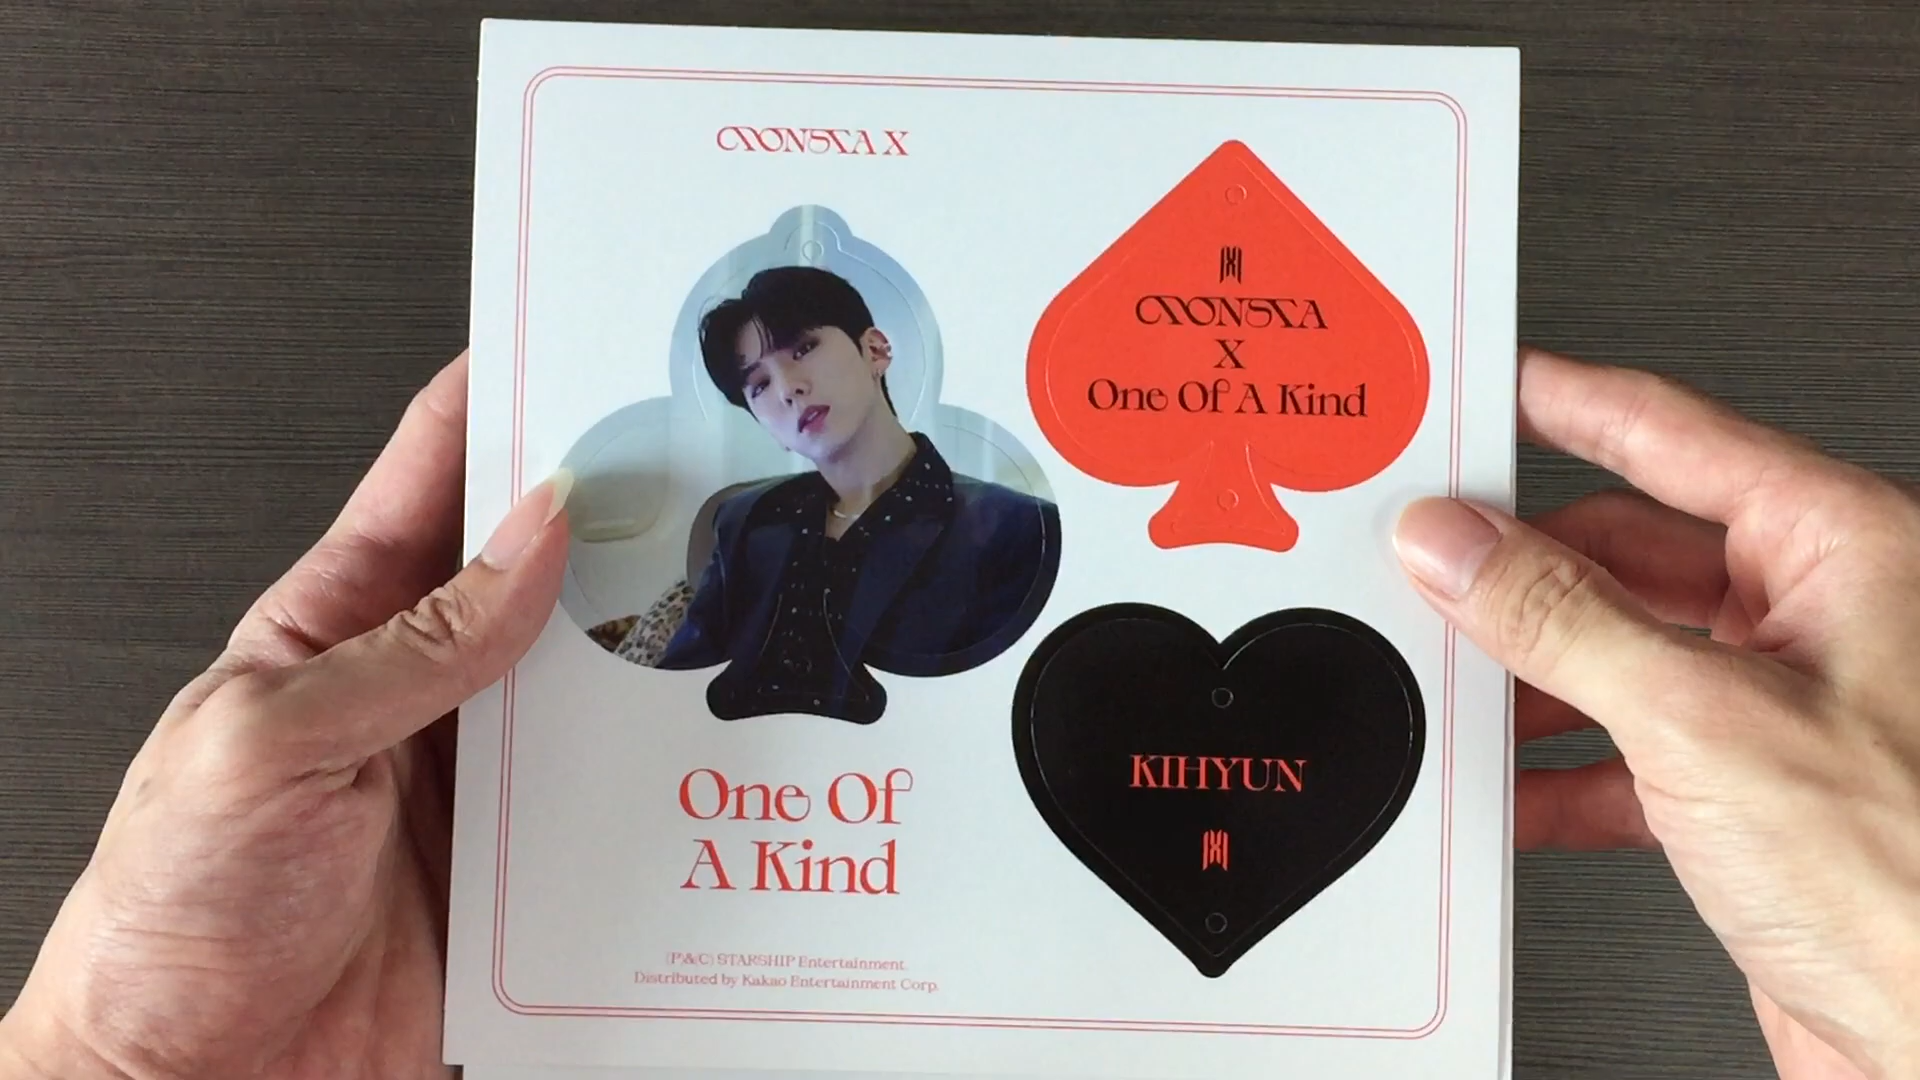 MONSTA X
MONSTA
X
One Of A Kind
KIHYUN
One Of
A Kind
(P)&(C) STARSHIP Entertainment.
Distributed by Kakao Entertainment Corp.